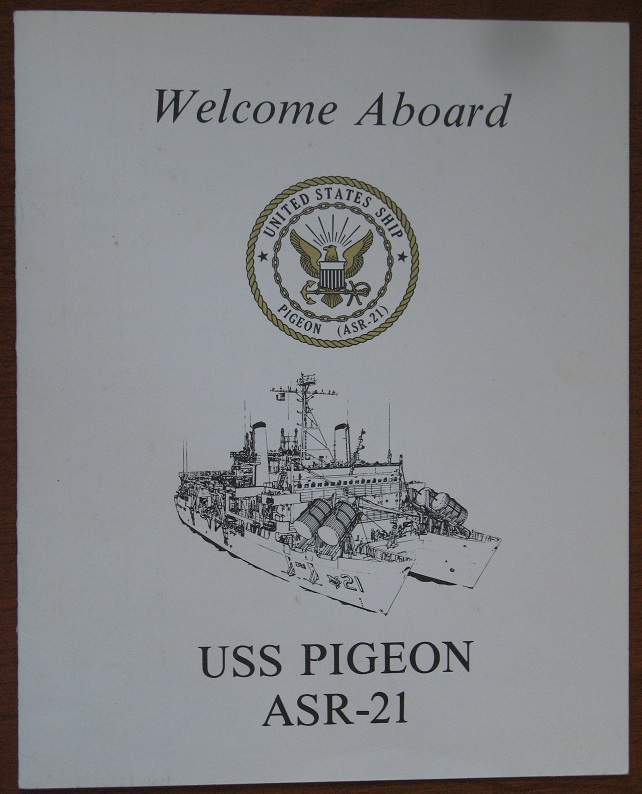 Welcome Aboard
UNITED STATES SHIP
PIGEON (ASR-21)
21
USS PIGEON
ASR-21